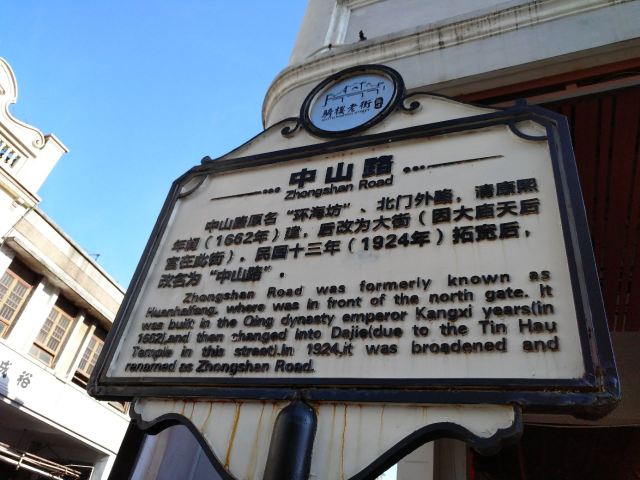 骑楼老街
中山路
Zhongshan Road
中山路原名“环海坊”、北门外路，清康熙
年间（1662年）建，后改为大街（因大庙天后
宫在此街），民国十三年（1924年）拓宽后，
改名为“中山路”。
Zhongshan Road was formerly known as
Huanhaifang, where was in front of the north gate. It
was built in the Qing dynasty emperor Kangxi years(in
1662),and then changed into Dajie(due to the Tin Hau
Temple in this street).In 1924,it was broadened and
renamed as Zhongshan Road.
裕成